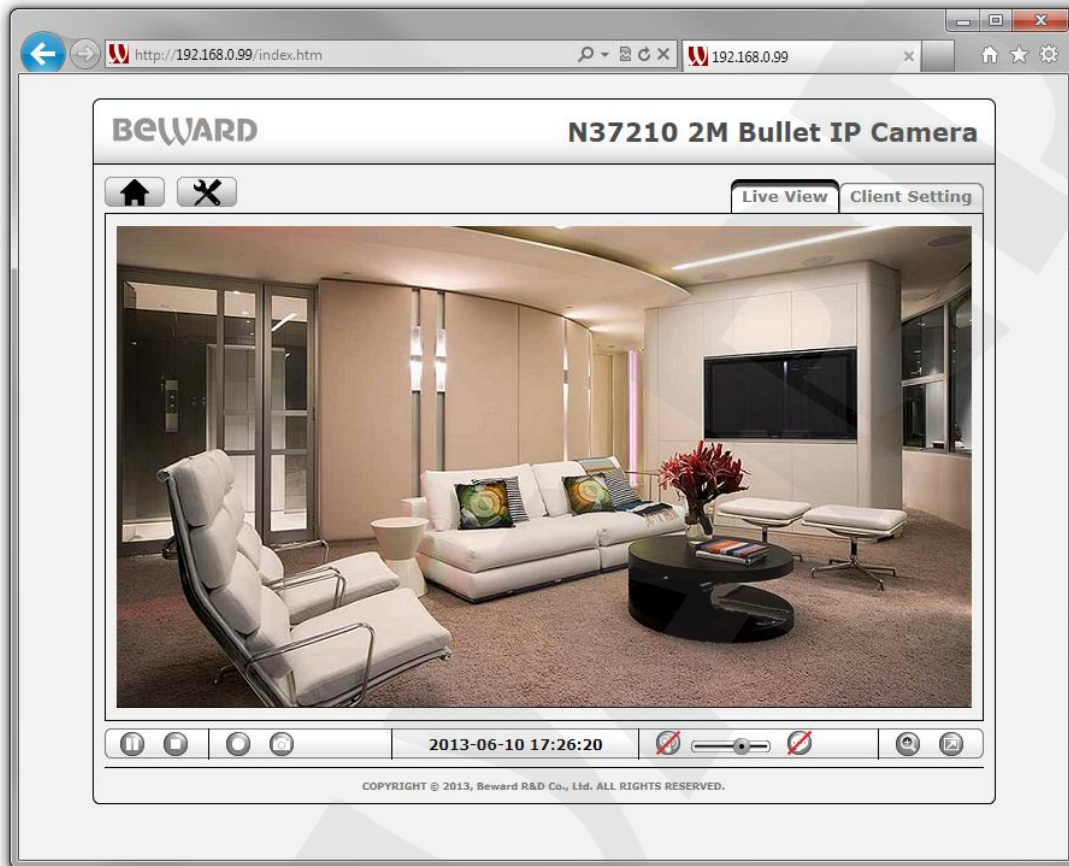 http://192.168.0.99/index.htm
192.168.0.99
BEWARD
N37210 2M Bullet IP Camera
Live View
Client Setting
2013-06-10 17:26:20
COPYRIGHT © 2013, Beward R&D Co., Ltd. ALL RIGHTS RESERVED.